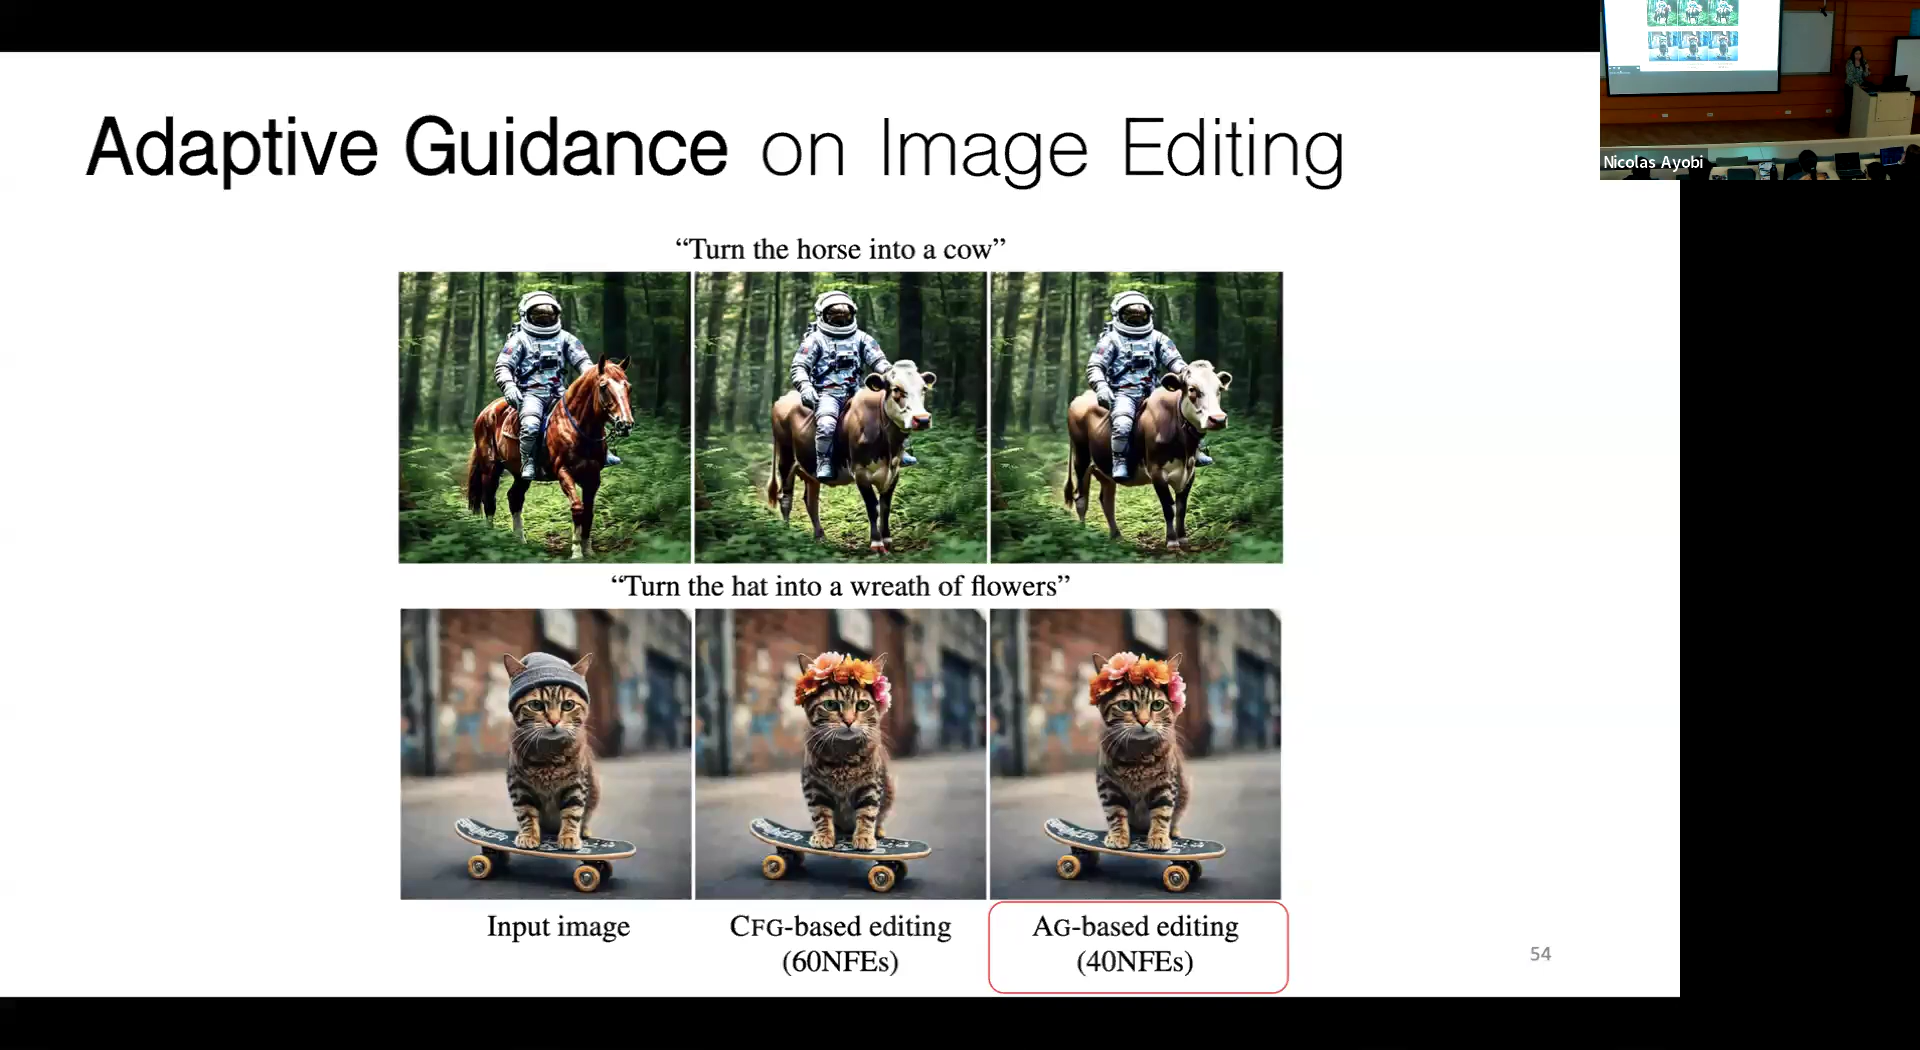 Adaptive Guidance on Image Editing
Nicolas Ayobi
“Turn the horse into a cow”
“Turn the hat into a wreath of flowers”
Input image
CFG-based editing
(60NFEs)
AG-based editing
(40NFEs)
54